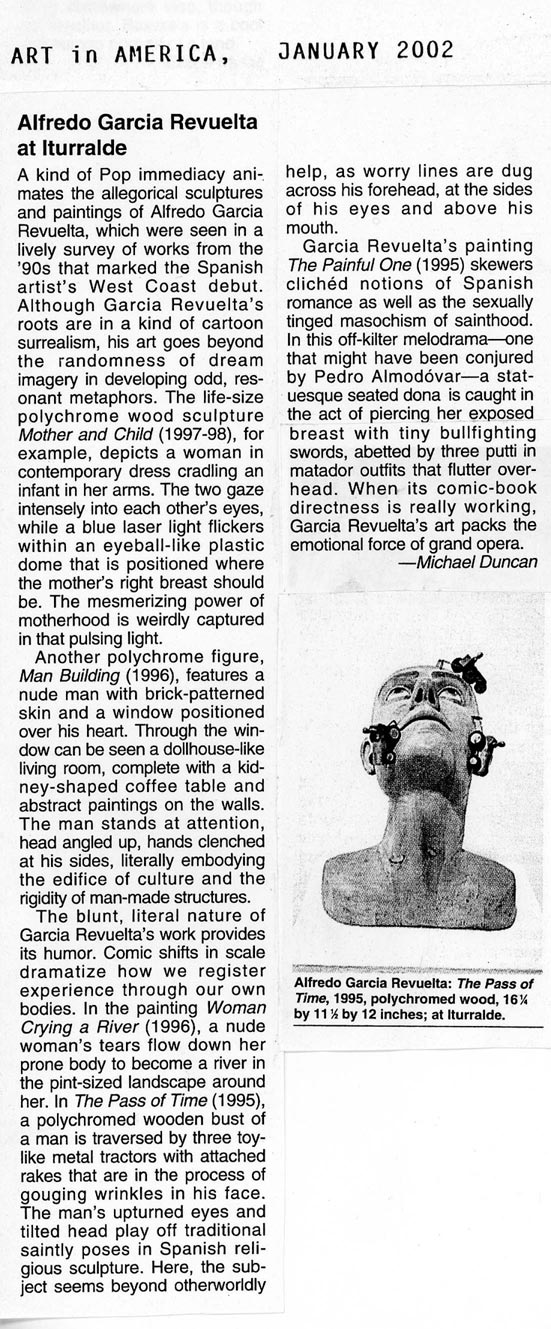 ART in AMERICA, JANUARY 2002
Alfredo Garcia Revuelta
at Iturralde
A kind of Pop immediacy ani-
mates the allegorical sculptures
and paintings of Alfredo Garcia
Revuelta, which were seen in a
lively survey of works from the
'90s that marked the Spanish
artist's West Coast debut.
Although Garcia Revuelta's
roots are in a kind of cartoon
surrealism, his art goes beyond
the randomness of dream
imagery in developing odd, res-
onant metaphors. The life-size
polychrome wood sculpture
Mother and Child (1997-98), for
example, depicts a woman in
contemporary dress cradling an
infant in her arms. The two gaze
intensely into each other's eyes,
while a blue laser light flickers
within an eyeball-like plastic
dome that is positioned where
the mother's right breast should
be. The mesmerizing power of
motherhood is weirdly captured
in that pulsing light.
Another polychrome figure,
Man Building (1996), features a
nude man with brick-patterned
skin and a window positioned
over his heart. Through the win-
dow can be seen a dollhouse-like
living room, complete with a kid-
ney-shaped coffee table and
abstract paintings on the walls.
The man stands at attention,
head angled up, hands clenched
at his sides, literally embodying
the edifice of culture and the
rigidity of man-made structures.
The blunt, literal nature of
Garcia Revuelta's work provides
its humor. Comic shifts in scale
dramatize how we register
experience through our own
bodies. In the painting Woman
Crying a River (1996), a nude
woman's tears flow down her
prone body to become a river in
the pint-sized landscape around
her. In The Pass of Time (1995),
a polychromed wooden bust of
a man is traversed by three toy-
like metal tractors with attached
rakes that are in the process of
gouging wrinkles in his face.
The man's upturned eyes and
tilted head play off traditional
saintly poses in Spanish reli-
gious sculpture. Here, the sub-
ject seems beyond otherworldly
help, as worry lines are dug
across his forehead, at the sides
of his eyes and above his
mouth.
Garcia Revuelta's painting
The Painful One (1995) skewers
clichéd notions of Spanish
romance as well as the sexually
tinged masochism of sainthood.
In this off-kilter melodrama—one
that might have been conjured
by Pedro Almodóvar—a stat-
uesque seated dona is caught in
the act of piercing her exposed
breast with tiny bullfighting
swords, abetted by three putti in
matador outfits that flutter over-
head. When its comic-book
directness is really working,
Garcia Revuelta's art packs the
emotional force of grand opera.
—Michael Duncan
Alfredo Garcia Revuelta: The Pass of
Time, 1995, polychromed wood, 16¼
by 11½ by 12 inches; at Iturralde.